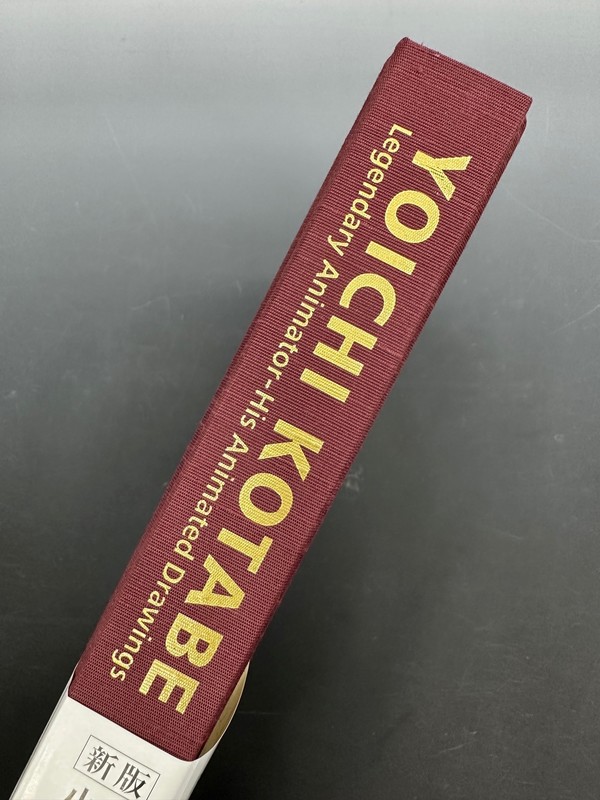 YOICHI KOTABE
Legendary Animator-His Animated Drawings
新版